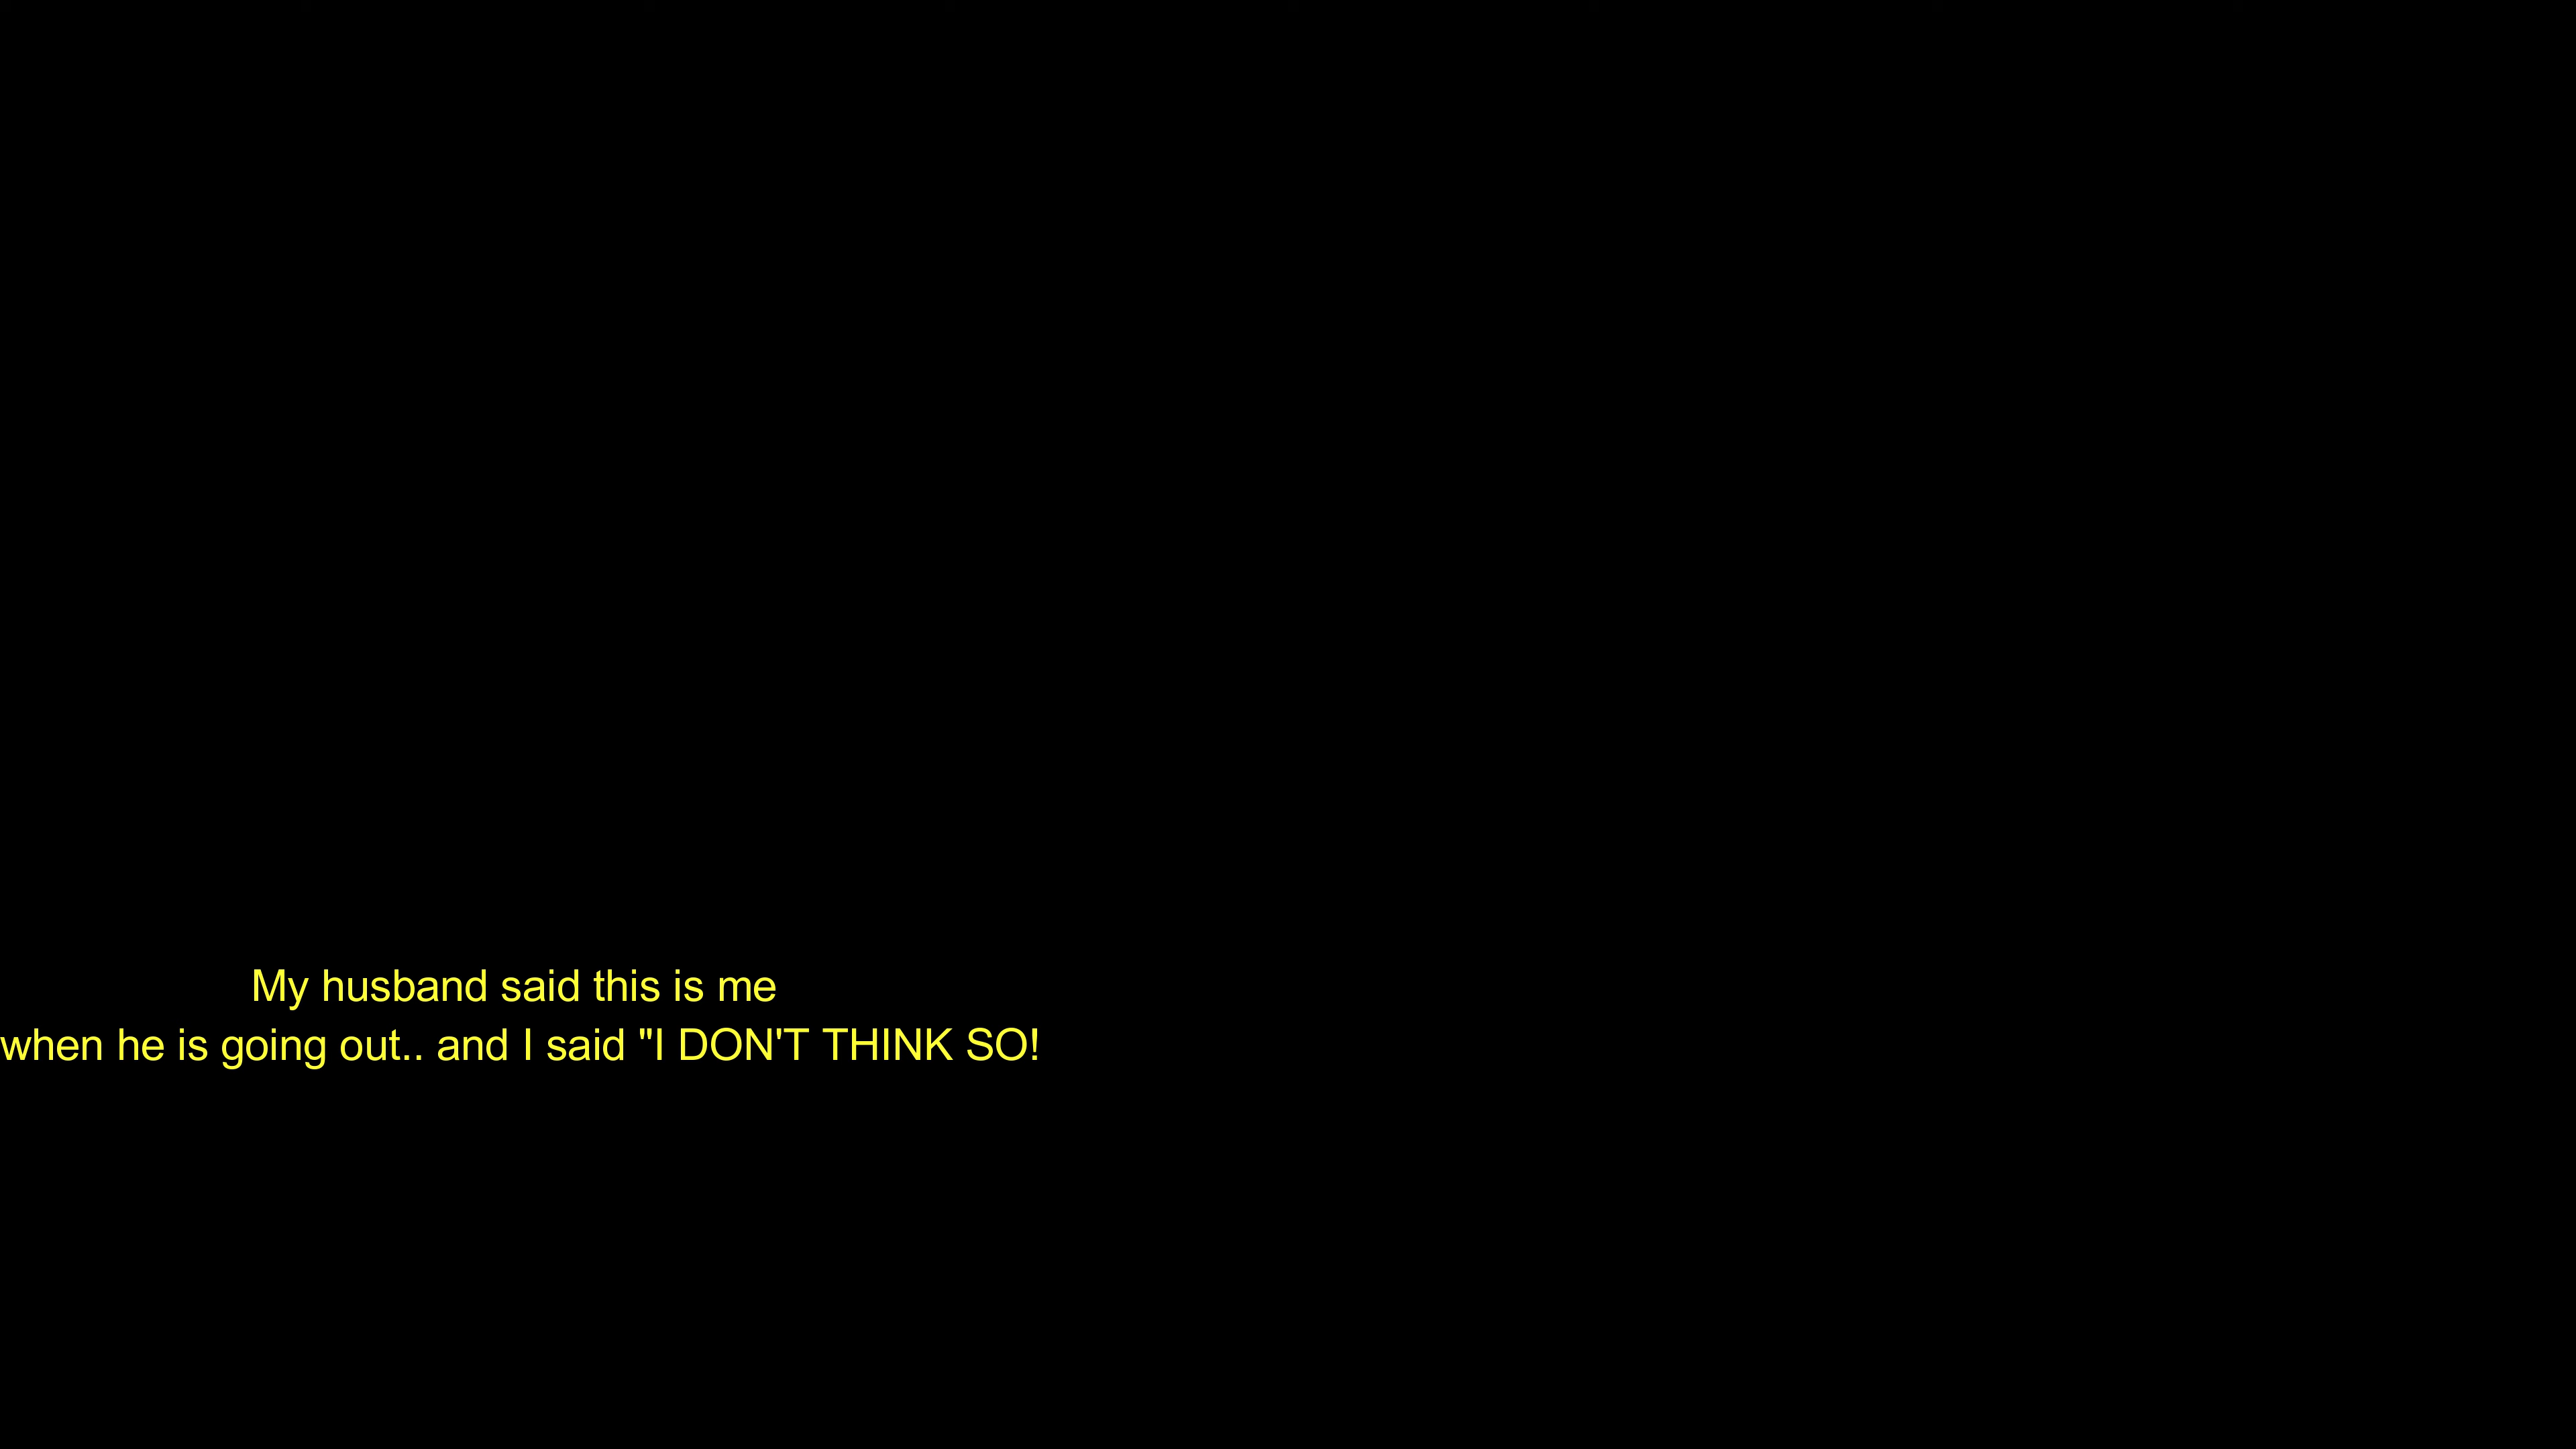 My husband said this is me
when he is going out.. and I said "I DON'T THINK SO!